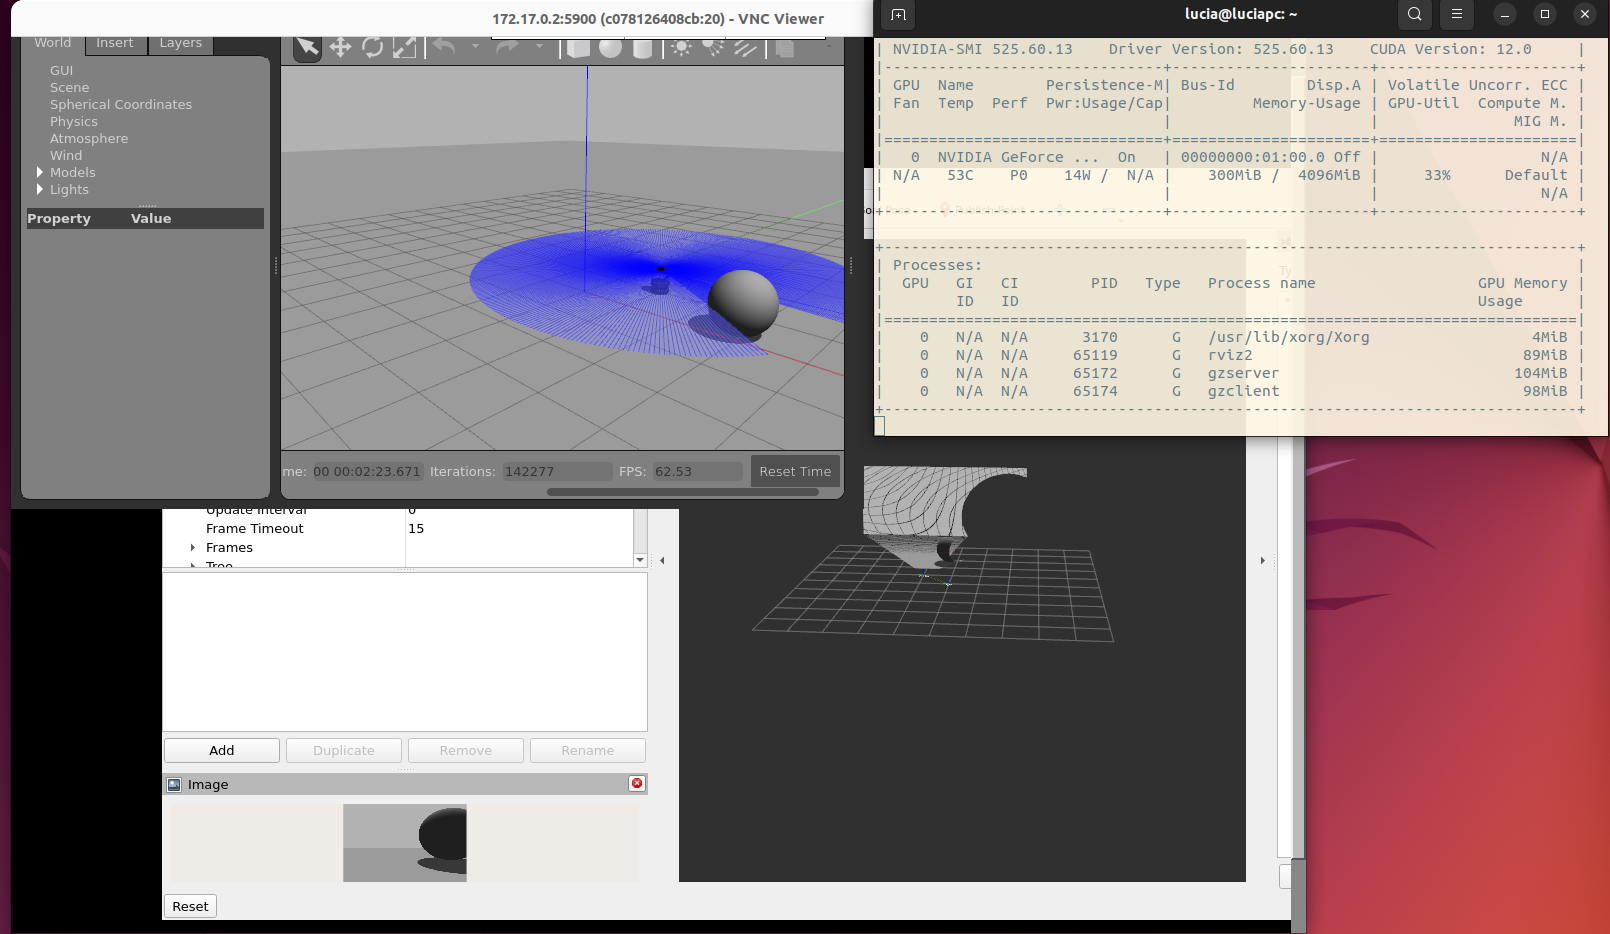 172.17.0.2:5900 (c078126408cb:20) - VNC Viewer
World Insert Layers
GUI
Scene
Spherical Coordinates
Physics
Atmosphere
Wind
Models
Lights
Property Value
me: 00 00:02:23.671 Iterations: 142277 FPS: 62.53 Reset Time
Update Interval 0
Frame Timeout 15
Frames
Tree
Add Duplicate Remove Rename
Image
Reset
lucia@luciapc: ~
| NVIDIA-SMI 525.60.13 Driver Version: 525.60.13 CUDA Version: 12.0 |
|-------------------------------+----------------------+----------------------+
| GPU Name Persistence-M| Bus-Id Disp.A | Volatile Uncorr. ECC
| Fan Temp Perf Pwr:Usage/Cap| Memory-Usage | GPU-Util Compute M. |
| | | MIG M. |
|===============================+======================+======================|
| 0 NVIDIA GeForce ... On | 00000000:01:00.0 Off | N/A |
| N/A 53C P0 14W / N/A | 300MiB / 4096MiB | 33% Default |
| | | N/A |
+-------------------------------+----------------------+----------------------+
+-----------------------------------------------------------------------------+
| Processes: |
| GPU GI CI PID Type Process name GPU Memory |
| ID ID Usage |
|=============================================================================|
| 0 N/A N/A 3170 G /usr/lib/xorg/Xorg 4MiB |
| 0 N/A N/A 65119 G rviz2 89MiB |
| 0 N/A N/A 65172 G gzserver 104MiB |
| 0 N/A N/A 65174 G gzclient 98MiB |
+-----------------------------------------------------------------------------+
Publish Point